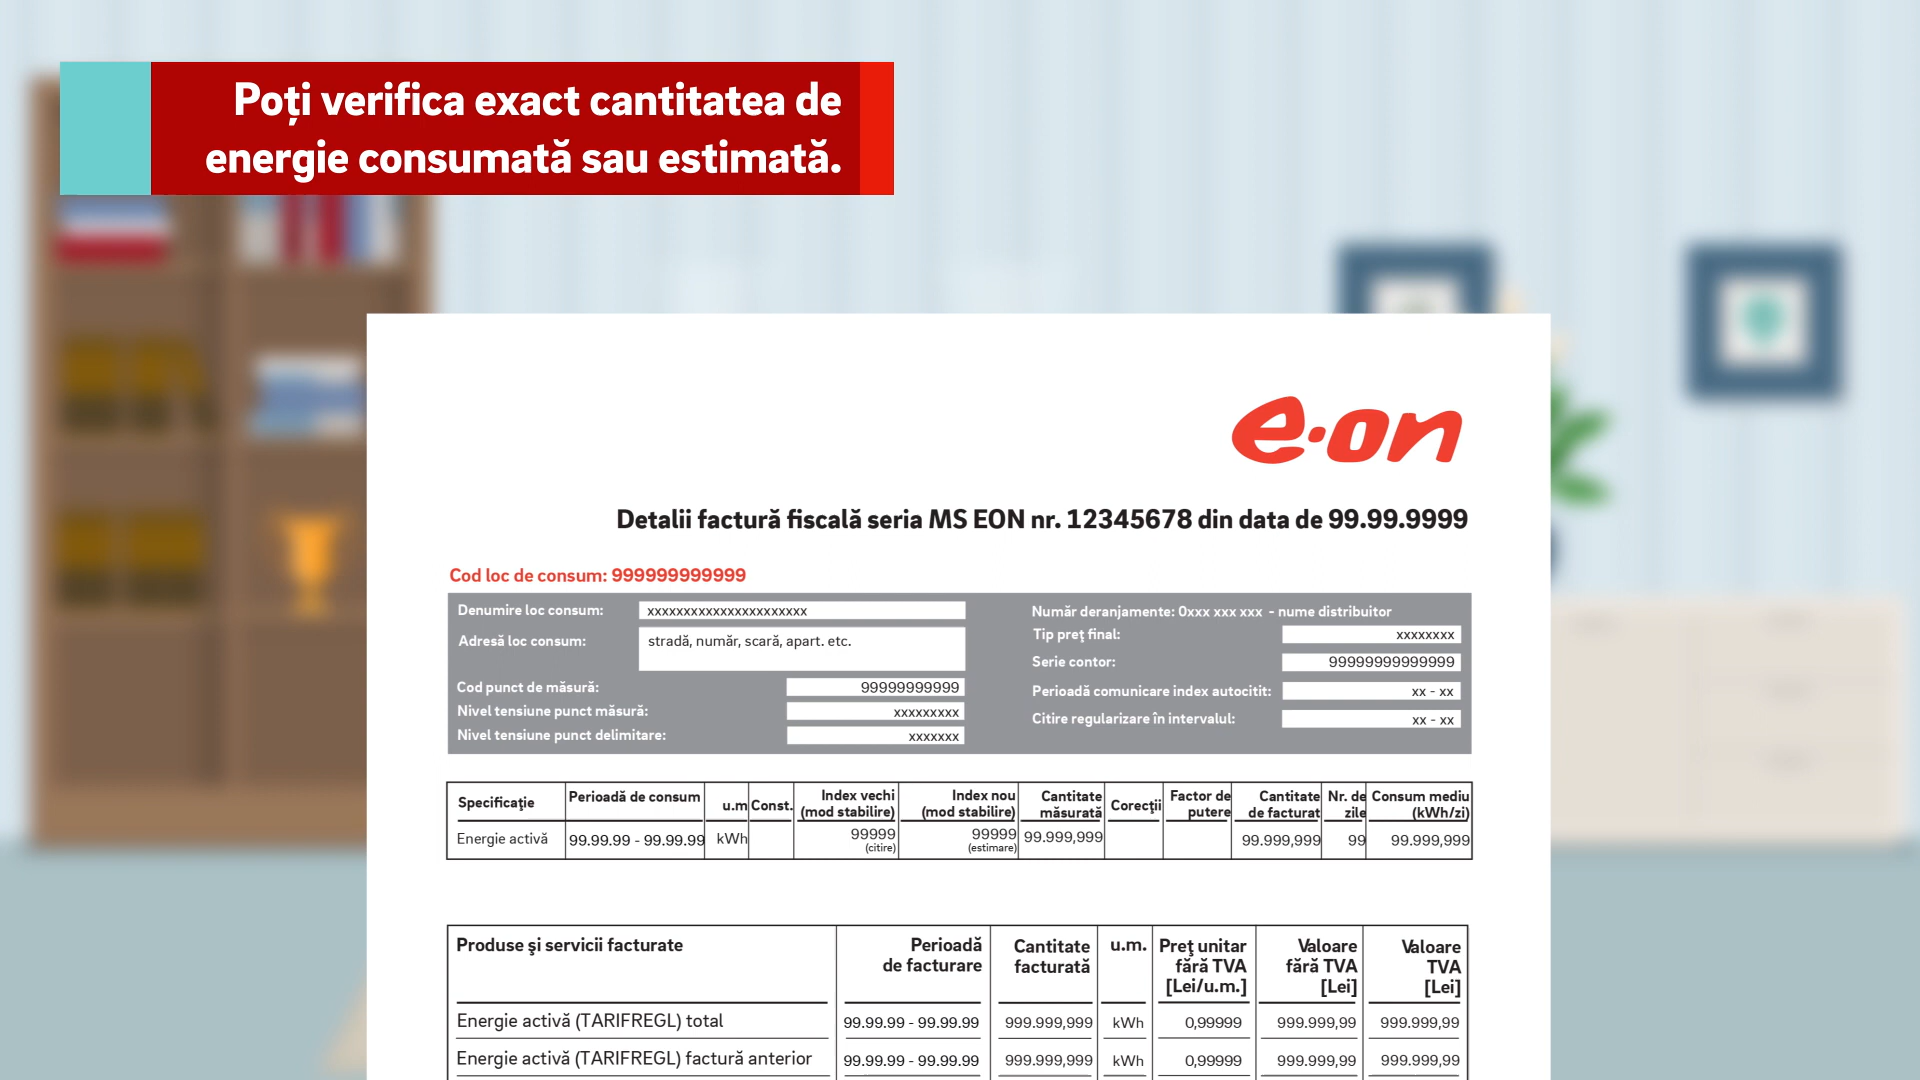 Poți verifica exact cantitatea de
energie consumată sau estimată.
e·on
Detalii factură fiscală seria MS EON nr. 12345678 din data de 99.99.9999
Cod loc de consum: 999999999999
Denumire loc consum: xxxxxxxxxxxxxxxxxxxxxx
Adresă loc consum: stradă, număr, scară, apart. etc.
Cod punct de măsură: 99999999999
Nivel tensiune punct măsură: xxxxxxxxx
Nivel tensiune punct delimitare: xxxxxxx
Număr deranjamente: 0xxx xxx xxx - nume distribuitor
Tip preţ final: xxxxxxxx
Serie contor: 99999999999999
Perioadă comunicare index autocitit: xx - xx
Citire regularizare în intervalul: xx - xx
Specificaţie Perioadă de consum u.m Const. Index vechi (mod stabilire) Index nou (mod stabilire) Cantitate măsurată Corecţii Factor de putere Cantitate de facturat Nr. de zile Consum mediu (kWh/zi)
Energie activă 99.99.99 - 99.99.99 kWh 99999 (citire) 99999 (estimare) 99.999,999 99.999,999 99 99.999,999
Produse şi servicii facturate Perioadă de facturare Cantitate facturată u.m. Preţ unitar fără TVA [Lei/u.m.] Valoare fără TVA [Lei] Valoare TVA [Lei]
Energie activă (TARIFREGL) total 99.99.99 - 99.99.99 999.999,999 kWh 0,99999 999.999,99 999.999,99
Energie activă (TARIFREGL) factură anterior 99.99.99 - 99.99.99 999.999,999 kWh 0,99999 999.999,99 999.999,99